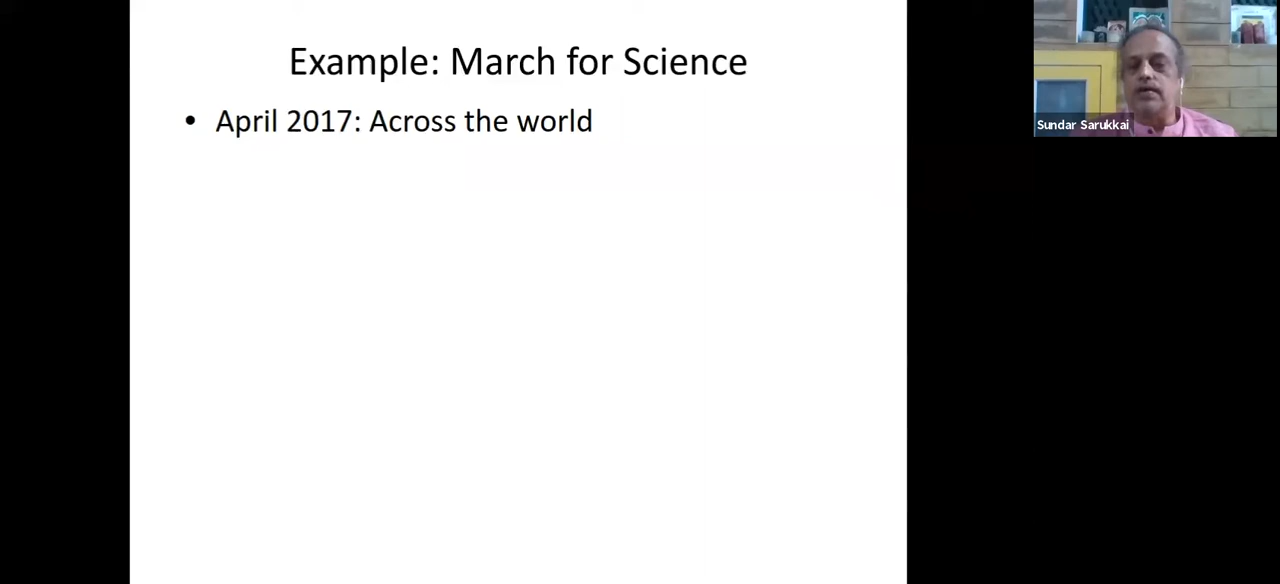 Example: March for Science
• April 2017: Across the world
Sundar Sarukkai